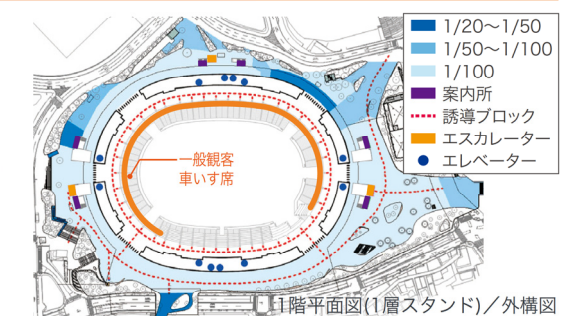 1/20～1/50
1/50～1/100
1/100
案内所
誘導ブロック
エスカレーター
エレベーター
一般観客
車いす席
1階平面図(1層スタンド)／外構図